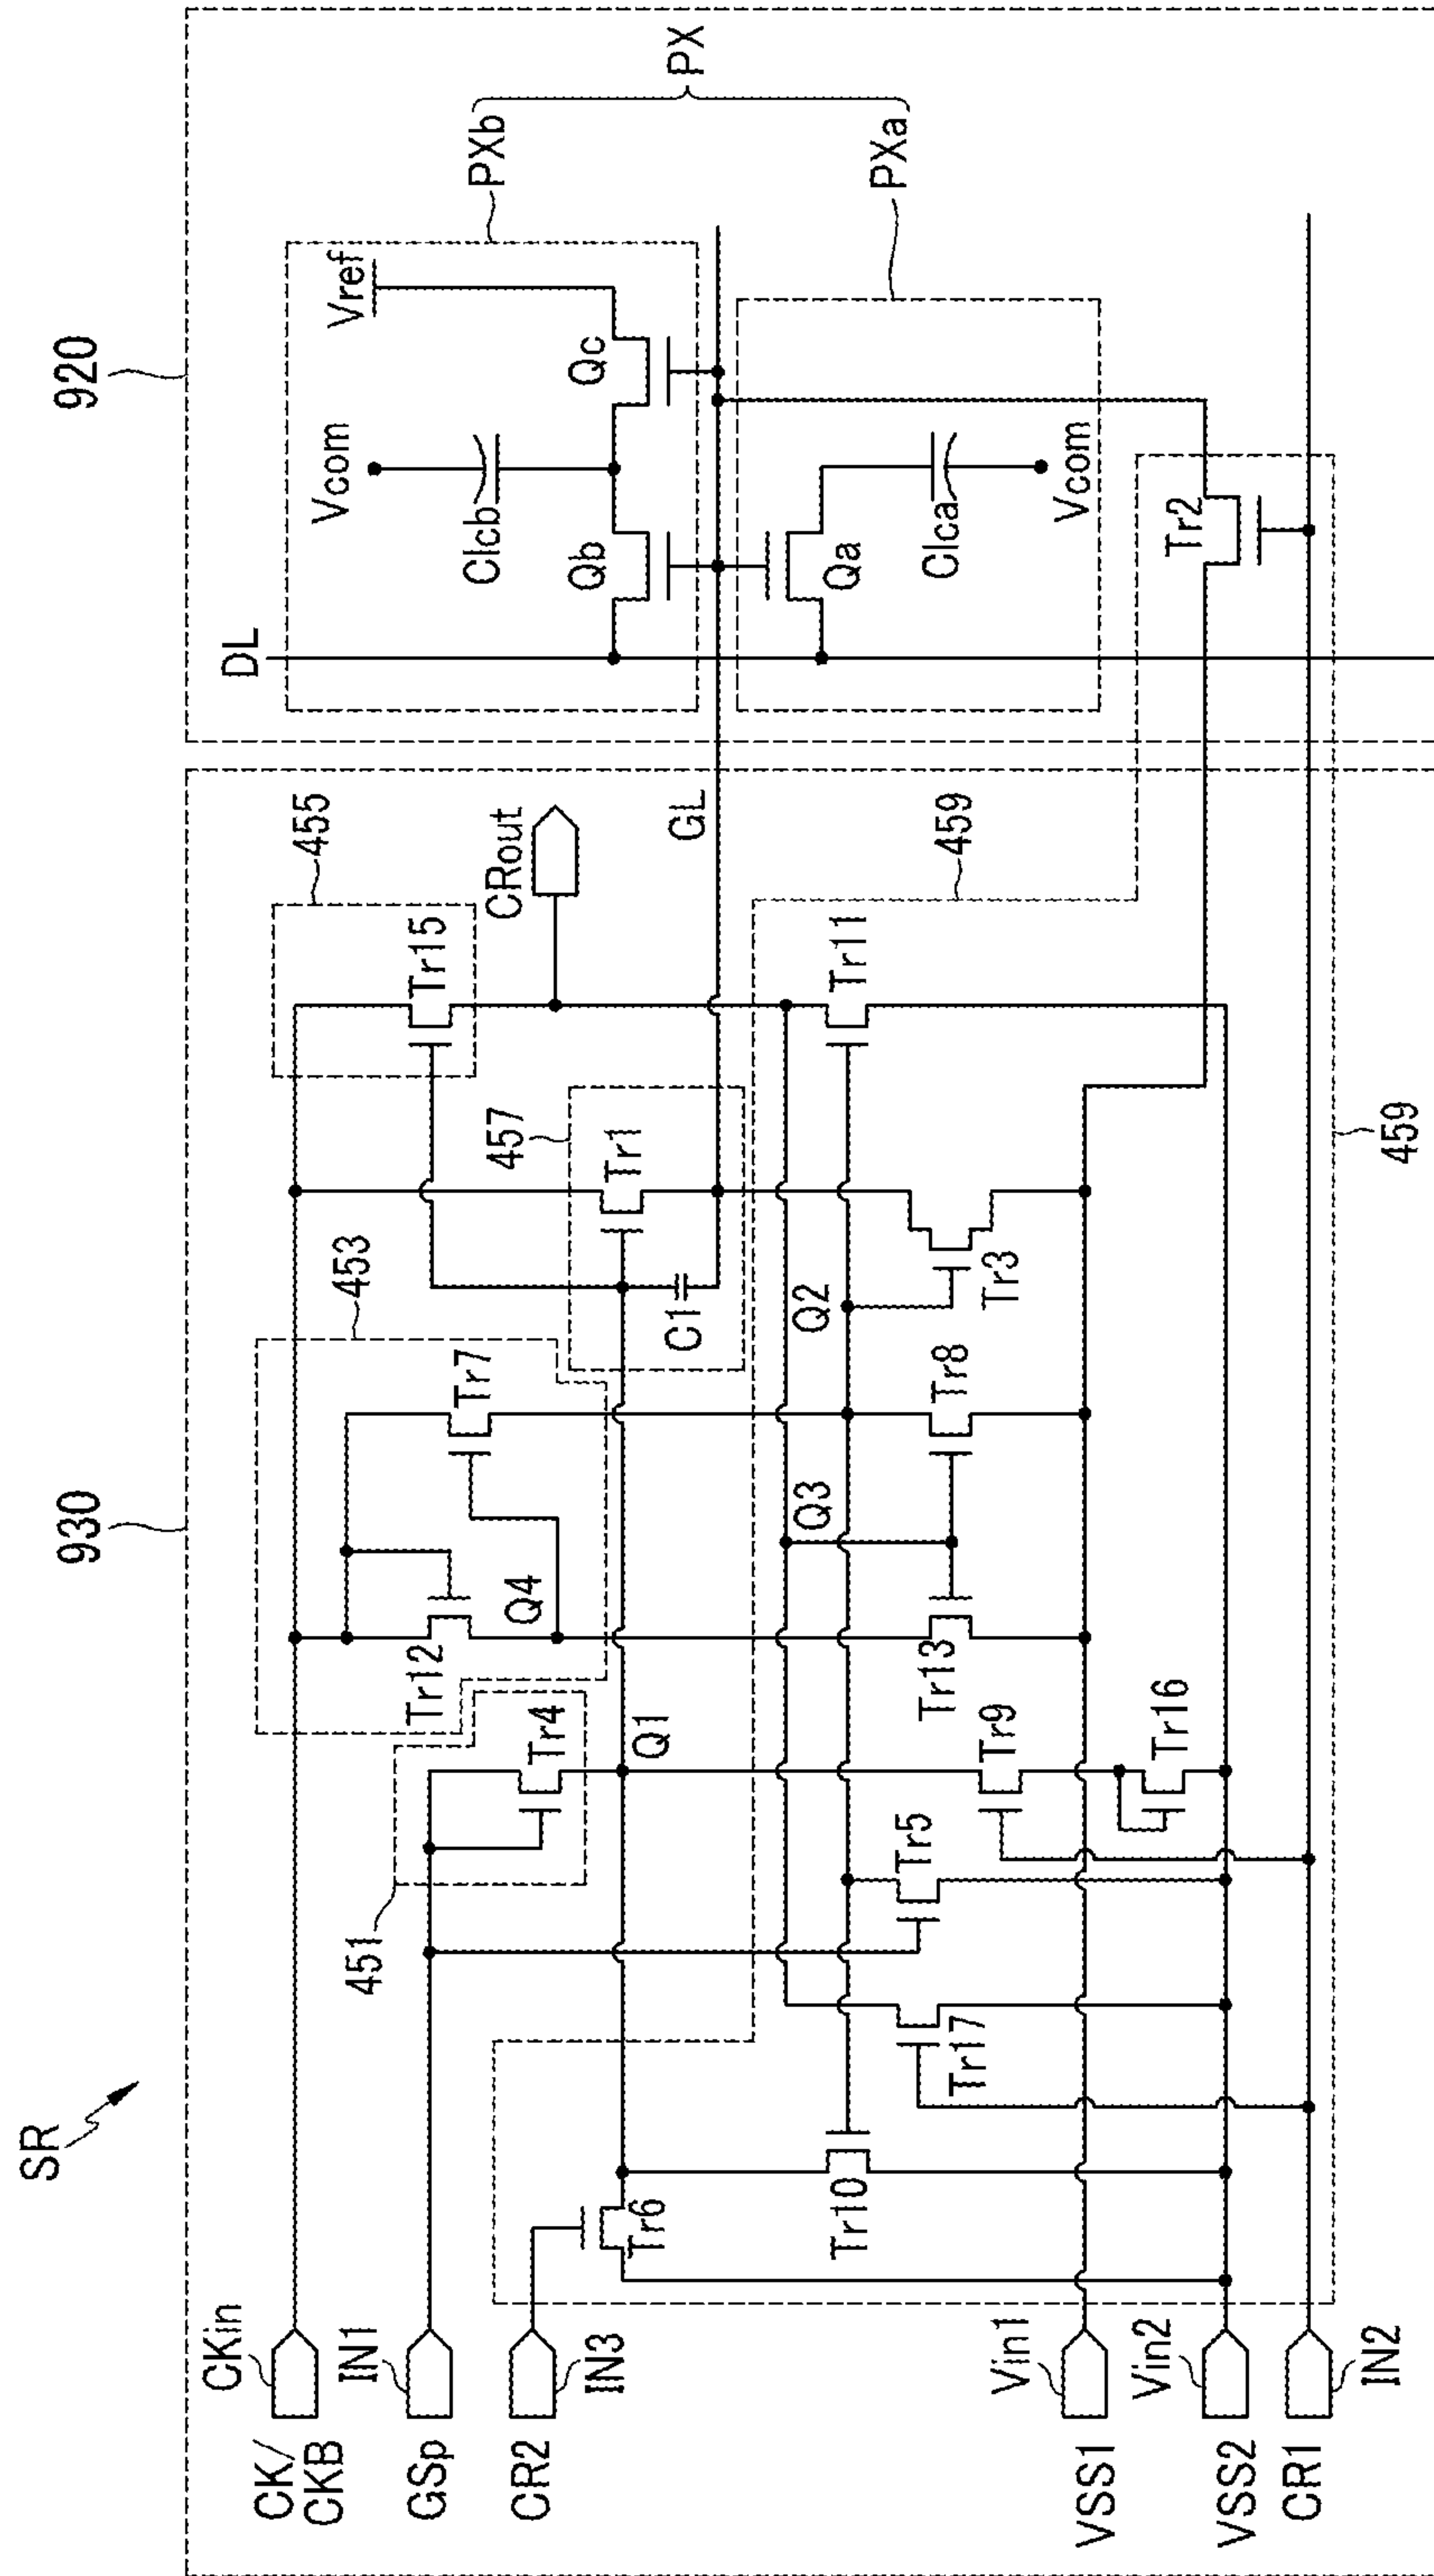 SR
930
920
CK/
CKB
CKin
GSp
IN1
CR2
IN3
VSS1
Vin1
VSS2
Vin2
CR1
IN2
451
Tr4
453
Tr12
Tr7
Q4
455
Tr15
CRout
457
Tr1
C1
GL
Q1
Tr6
Tr10
Tr17
Tr5
Tr9
Tr16
Tr13
Q3
Tr8
Q2
Tr3
Tr11
459
459
Tr2
DL
Vcom
Vref
Clcb
Qb
Qc
PXb
PX
PXa
Qa
Clca
Vcom